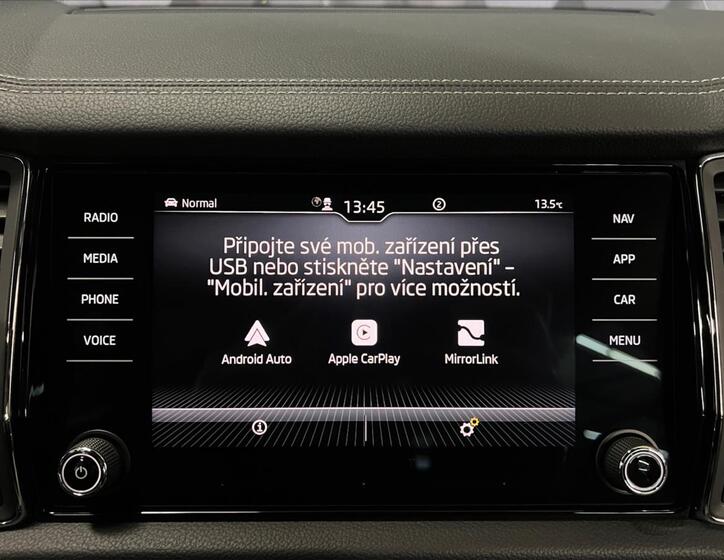 Normal
13:45
2
13.5°C
RADIO
MEDIA
PHONE
VOICE
Připojte své mob. zařízení přes
USB nebo stiskněte "Nastavení" –
"Mobil. zařízení" pro více možností.
Android Auto
Apple CarPlay
MirrorLink
NAV
APP
CAR
MENU